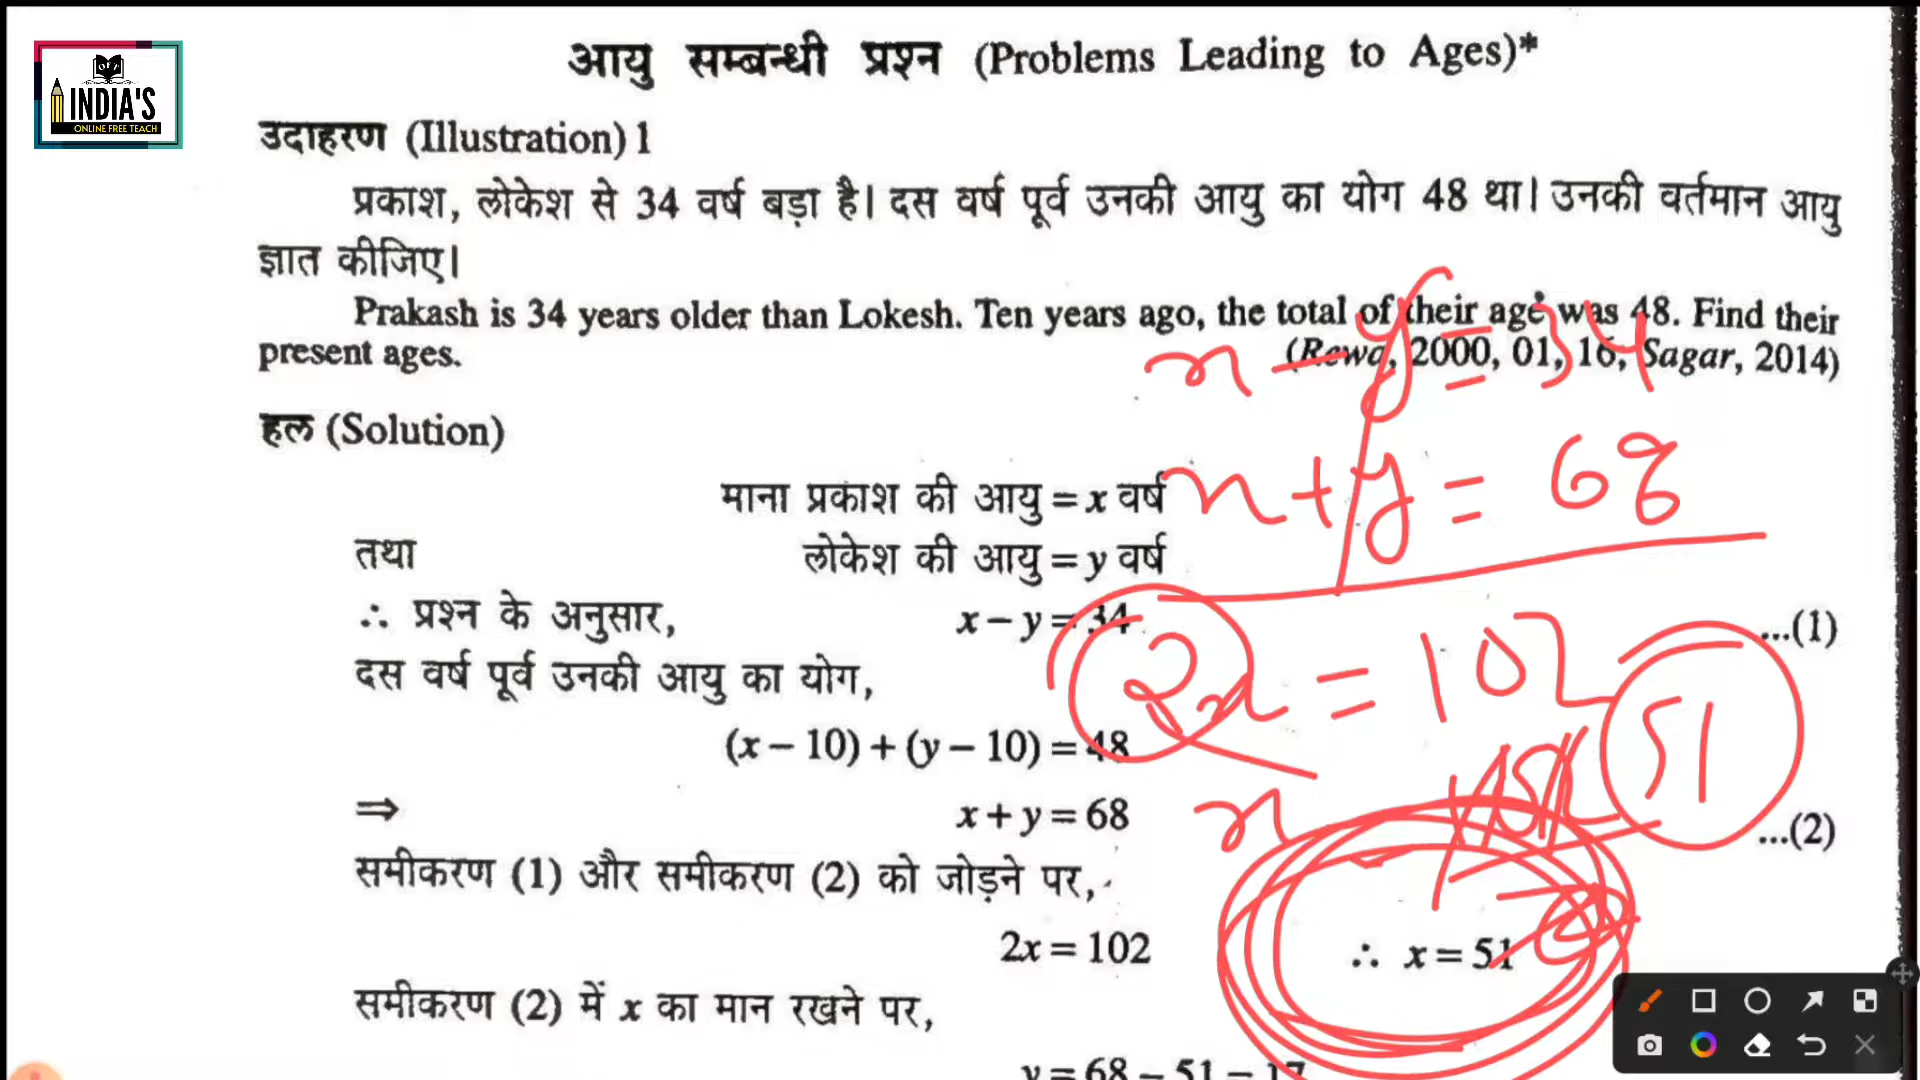 INDIA'S
ONLINE FREE TEACH
आयु सम्बन्धी प्रश्न (Problems Leading to Ages)*
उदाहरण (Illustration) 1
प्रकाश, लोकेश से 34 वर्ष बड़ा है। दस वर्ष पूर्व उनकी आयु का योग 48 था। उनकी वर्तमान आयु
ज्ञात कीजिए।
Prakash is 34 years older than Lokesh. Ten years ago, the total of their age was 48. Find their
present ages. (Rewa, 2000, 01, 16, Sagar, 2014)
x - y = 34
हल (Solution)
x + y = 68
माना प्रकाश की आयु = x वर्ष
तथा लोकेश की आयु = y वर्ष
∴ प्रश्न के अनुसार, x – y = 34 ...(1)
2x = 102
51
दस वर्ष पूर्व उनकी आयु का योग,
(x – 10) + (y – 10) = 48
x
⇒ x + y = 68 ...(2)
समीकरण (1) और समीकरण (2) को जोड़ने पर,
2x = 102 ∴ x = 51
समीकरण (2) में x का मान रखने पर,
y = 68 – 51 = 17